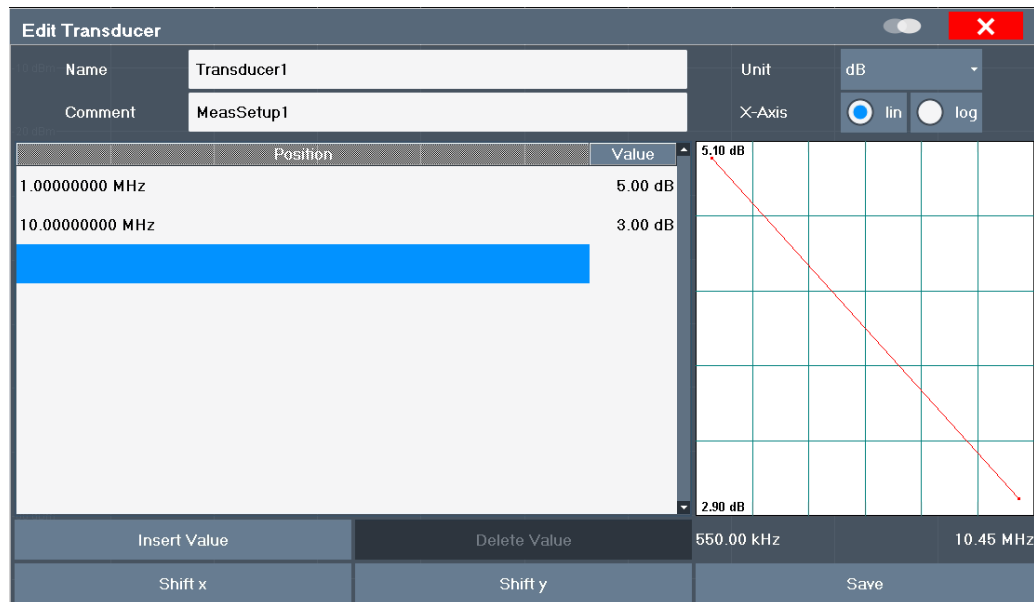 Edit Transducer
Name Transducer1 Unit dB
Comment MeasSetup1 X-Axis lin log
Position Value
1.00000000 MHz 5.00 dB
10.00000000 MHz 3.00 dB
5.10 dB
2.90 dB
550.00 kHz 10.45 MHz
Insert Value Delete Value
Shift x Shift y Save